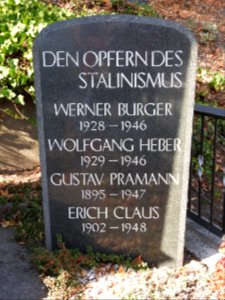 DEN OPFERN DES
STALINISMUS
WERNER BURGER
1928 – 1946
WOLFGANG HEBER
1929 – 1946
GUSTAV PRAMANN
1895 – 1947
ERICH CLAUS
1902 – 1948